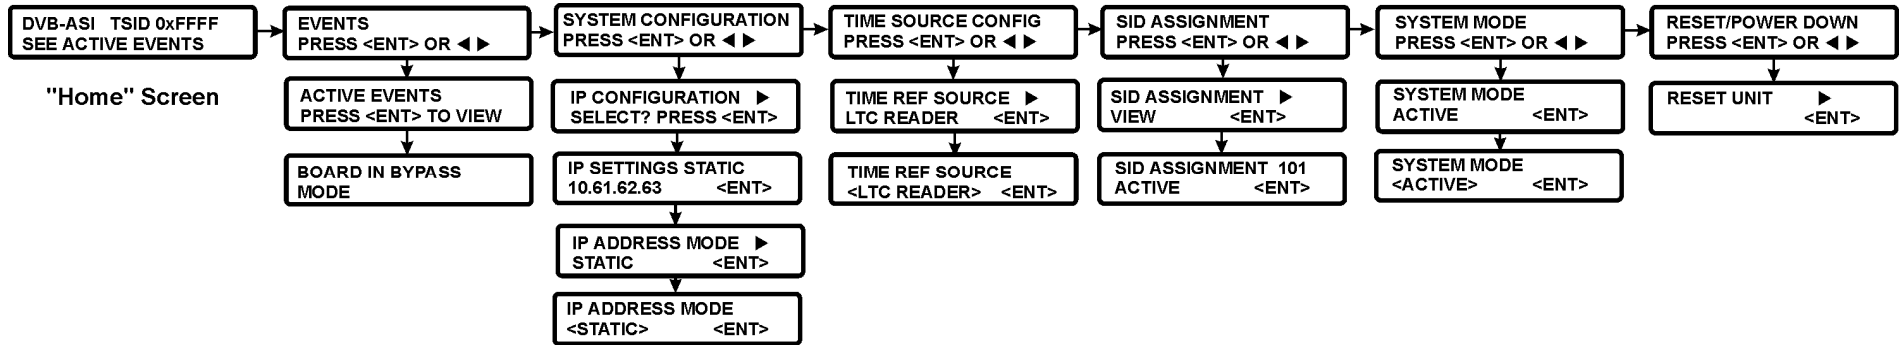 DVB-ASI TSID 0xFFFF
SEE ACTIVE EVENTS
"Home" Screen
EVENTS
PRESS <ENT> OR ◀ ▶
ACTIVE EVENTS
PRESS <ENT> TO VIEW
BOARD IN BYPASS
MODE
SYSTEM CONFIGURATION
PRESS <ENT> OR ◀ ▶
IP CONFIGURATION ▶
SELECT? PRESS <ENT>
IP SETTINGS STATIC
10.61.62.63 <ENT>
IP ADDRESS MODE ▶
STATIC <ENT>
IP ADDRESS MODE
<STATIC> <ENT>
TIME SOURCE CONFIG
PRESS <ENT> OR ◀ ▶
TIME REF SOURCE ▶
LTC READER <ENT>
TIME REF SOURCE
<LTC READER> <ENT>
SID ASSIGNMENT
PRESS <ENT> OR ◀ ▶
SID ASSIGNMENT ▶
VIEW <ENT>
SID ASSIGNMENT 101
ACTIVE <ENT>
SYSTEM MODE
PRESS <ENT> OR ◀ ▶
SYSTEM MODE
ACTIVE <ENT>
SYSTEM MODE
<ACTIVE> <ENT>
RESET/POWER DOWN
PRESS <ENT> OR ◀ ▶
RESET UNIT ▶
<ENT>